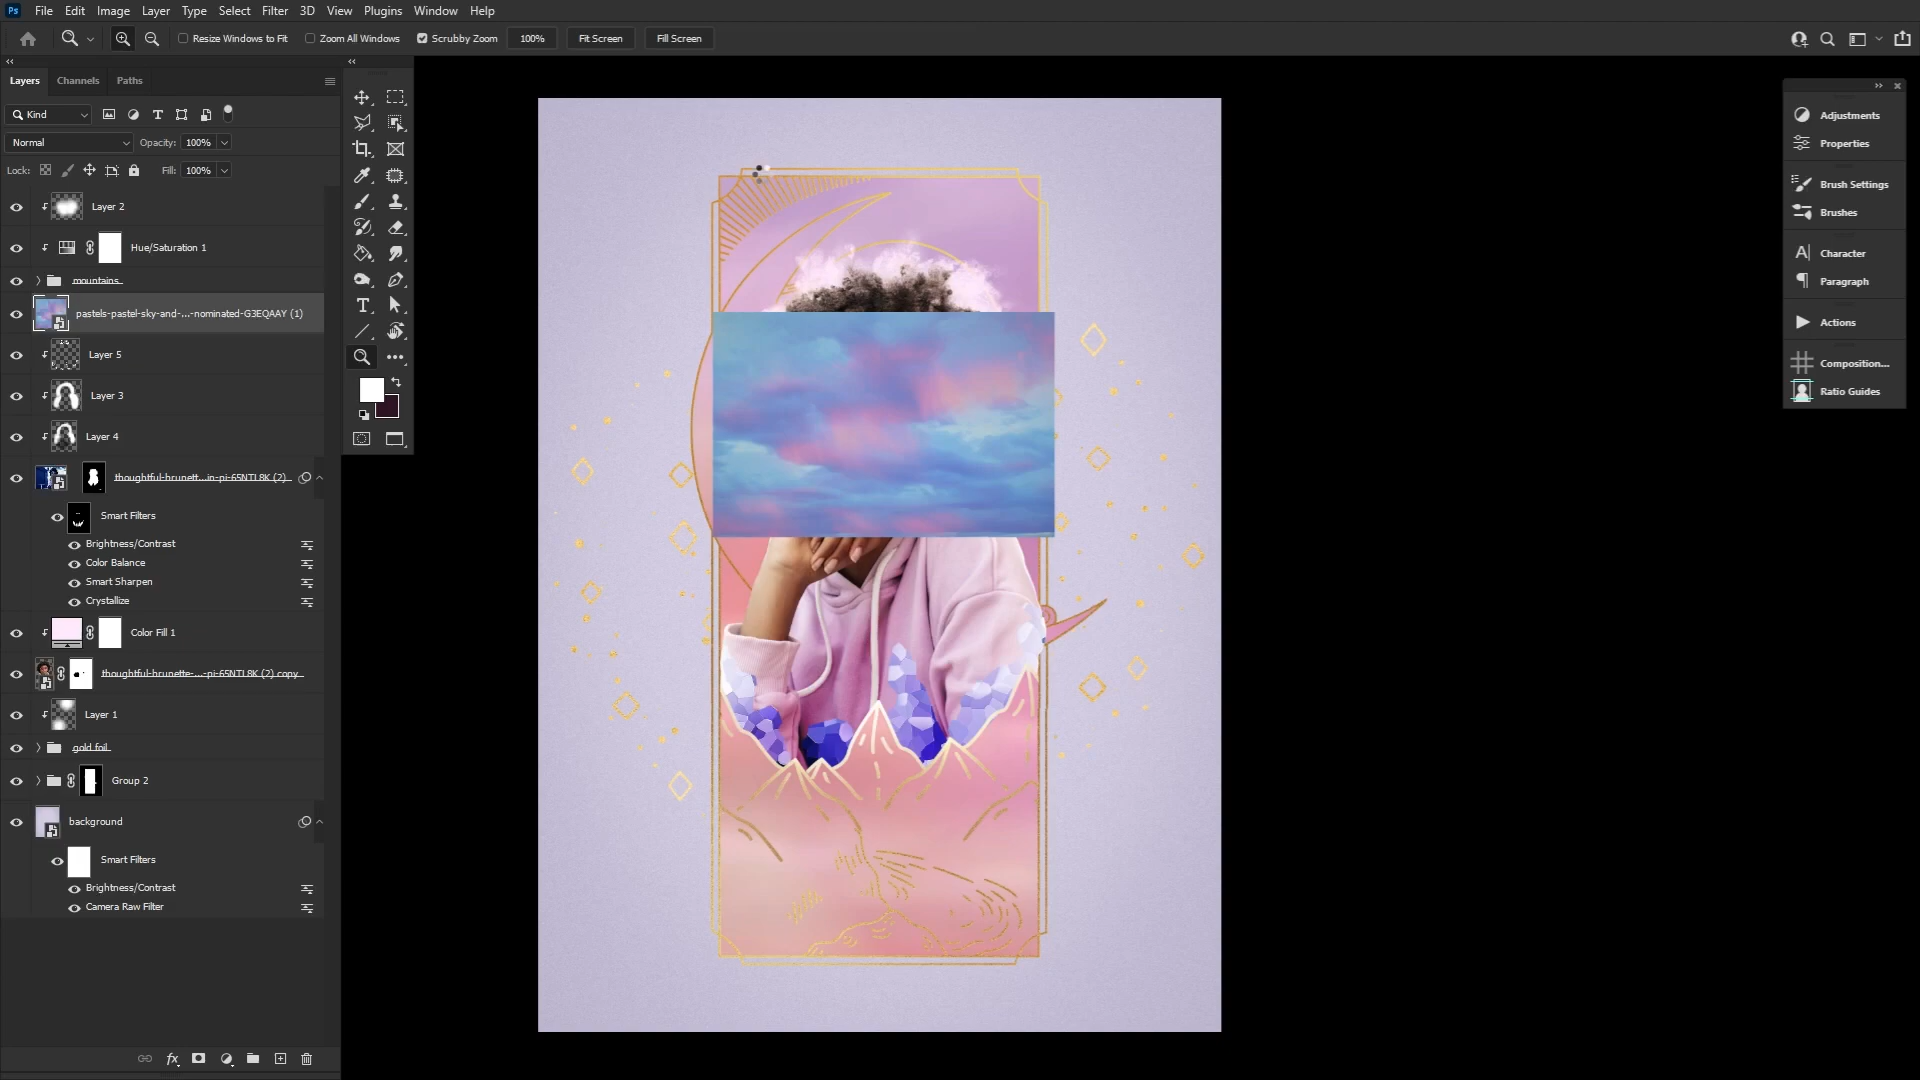 Ps File Edit Image Layer Type Select Filter 3D View Plugins Window Help
Resize Windows to Fit Zoom All Windows Scrubby Zoom 100% Fit Screen Fill Screen
Layers Channels Paths
Kind
Normal Opacity: 100%
Lock: Fill: 100%
Layer 2
Hue/Saturation 1
mountains
pastels-pastel-sky-and-...-nominated-G3EQAAY (1)
Layer 5
Layer 3
Layer 4
thoughtful-brunett...in-pi-65NTL8K (2)
Smart Filters
Brightness/Contrast
Color Balance
Smart Sharpen
Crystallize
Color Fill 1
thoughtful-brunette-...-pi-65NTL8K (2) copy
Layer 1
gold foil
Group 2
background
Smart Filters
Brightness/Contrast
Camera Raw Filter
fx
Adjustments
Properties
Brush Settings
Brushes
Character
Paragraph
Actions
Composition...
Ratio Guides